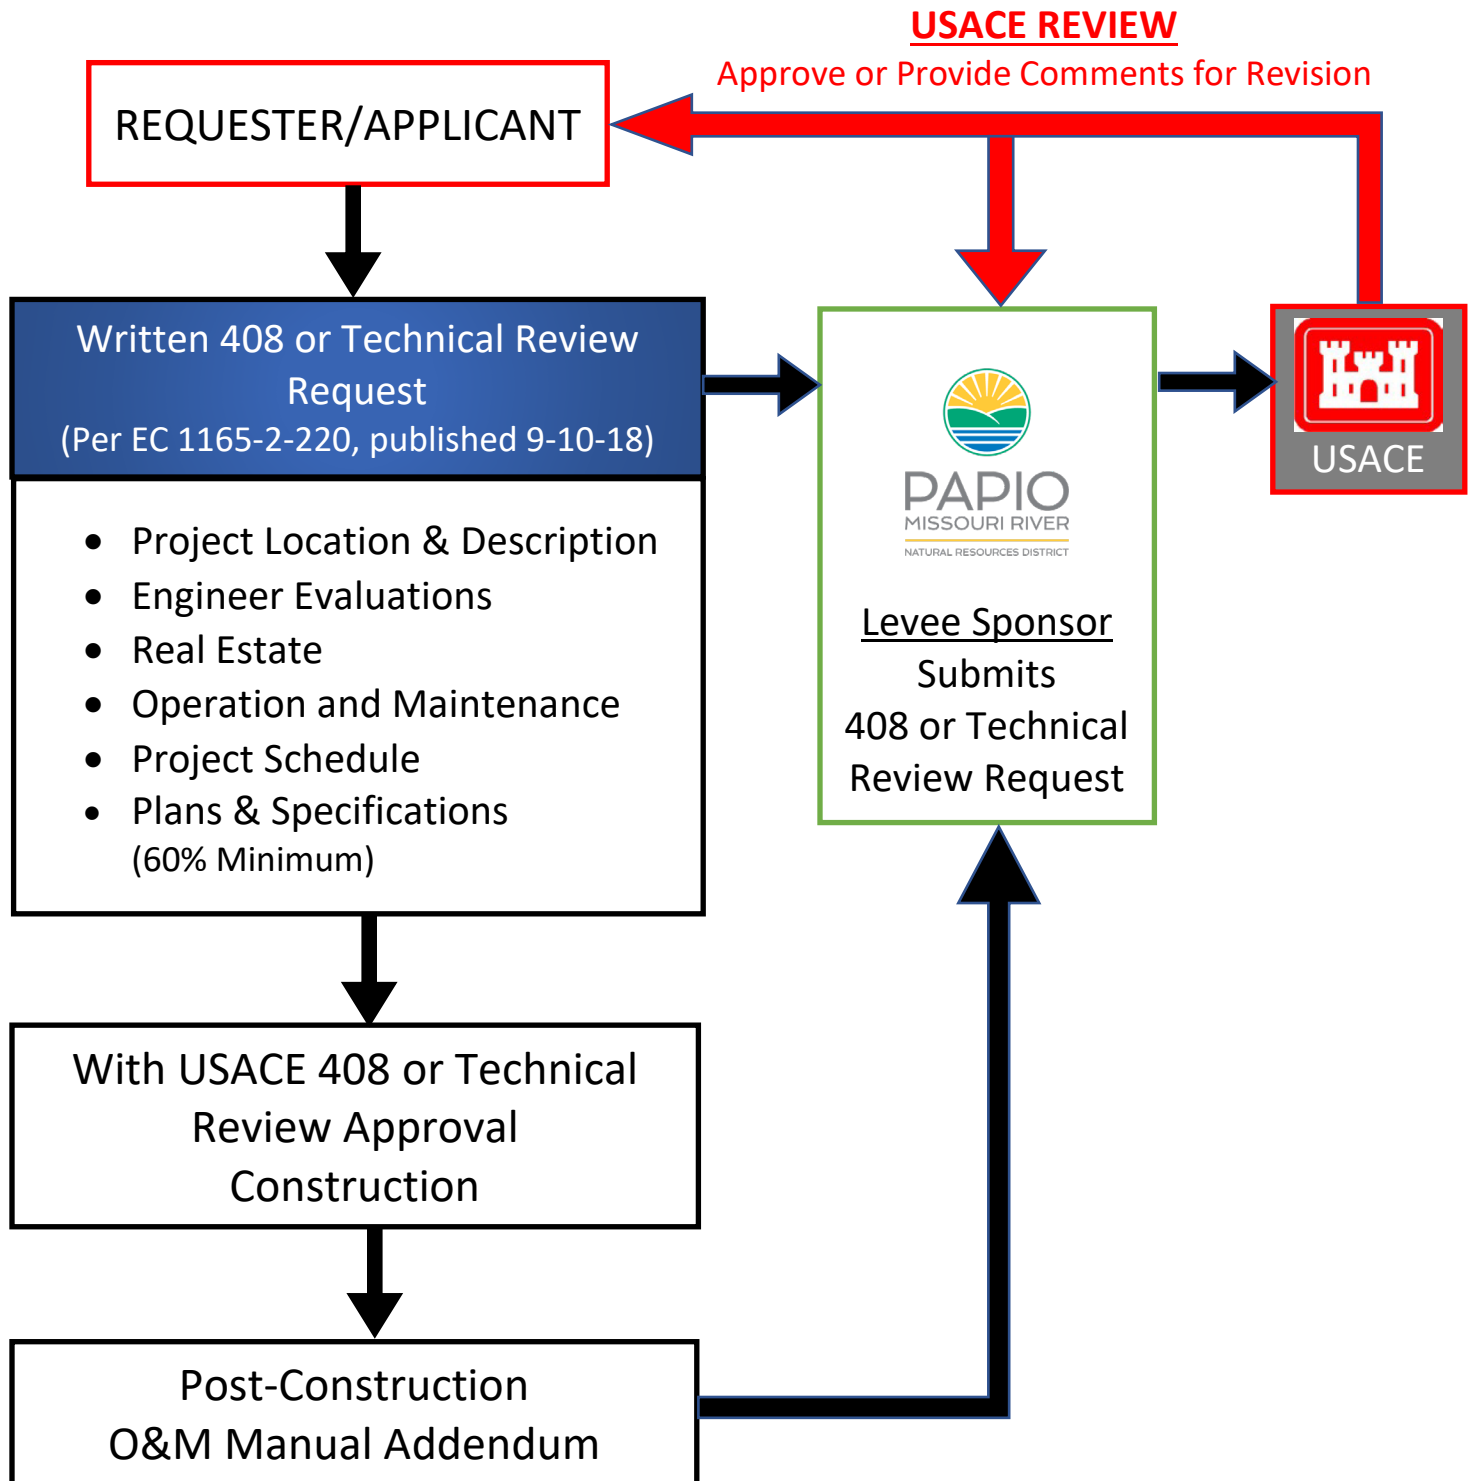 USACE REVIEW
Approve or Provide Comments for Revision
REQUESTER/APPLICANT
Written 408 or Technical Review
Request
(Per EC 1165-2-220, published 9-10-18)
• Project Location & Description
• Engineer Evaluations
• Real Estate
• Operation and Maintenance
• Project Schedule
• Plans & Specifications
(60% Minimum)
PAPIO
MISSOURI RIVER
NATURAL RESOURCES DISTRICT
Levee Sponsor
Submits
408 or Technical
Review Request
USACE
With USACE 408 or Technical
Review Approval
Construction
Post-Construction
O&M Manual Addendum